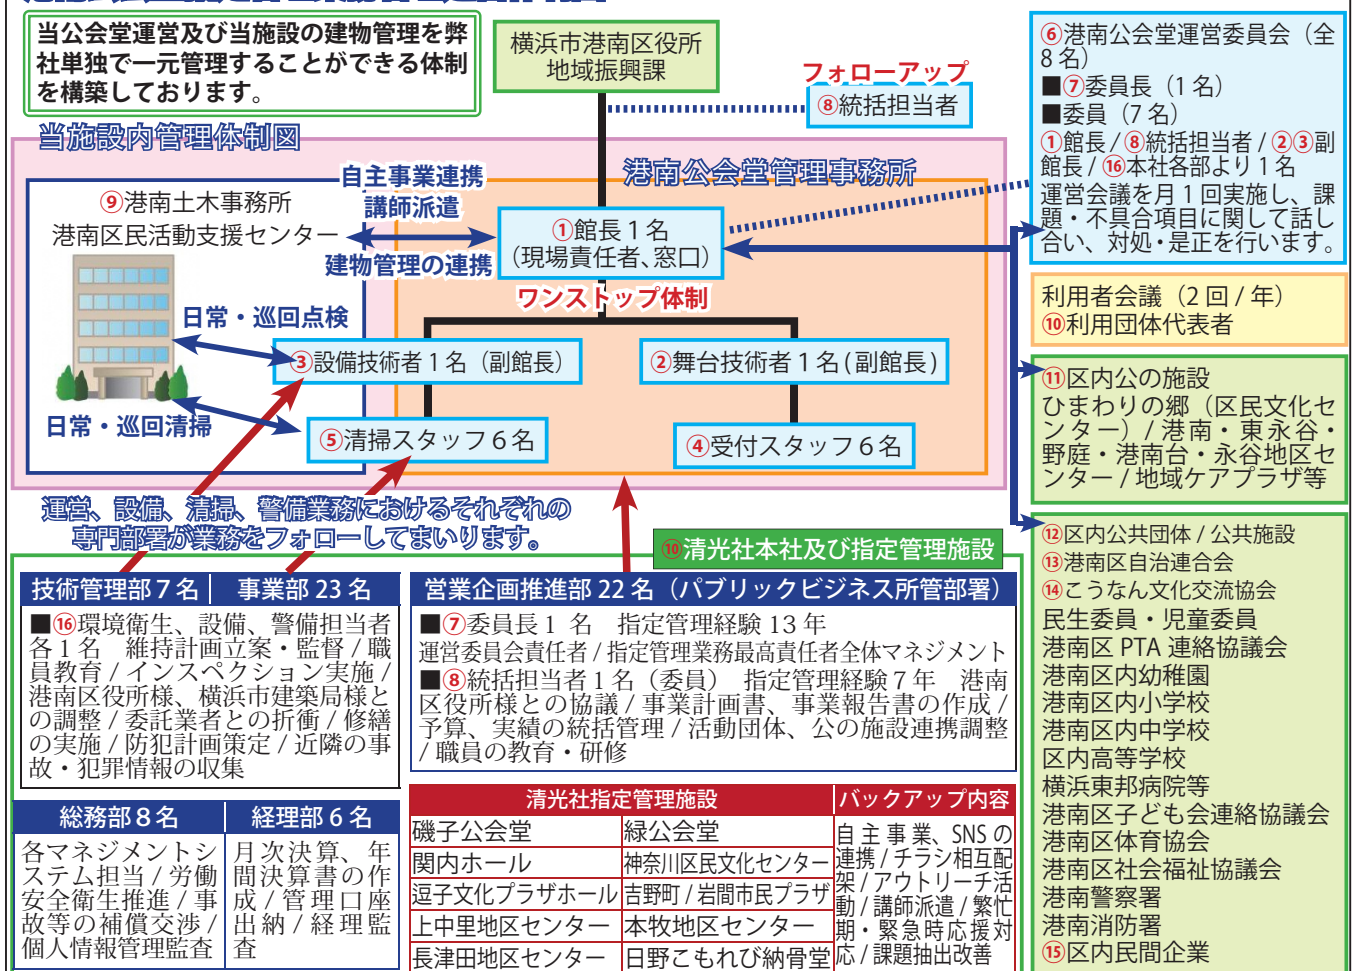 当公会堂運営及び当施設の建物管理を弊
社単独で一元管理することができる体制
を構築しております。
横浜市港南区役所
地域振興課
フォローアップ
⑧統括担当者
⑥港南公会堂運営委員会（全
8名）
■⑦委員長（1名）
■委員（7名）
①館長/⑧統括担当者/②③副
館長/⑯本社各部より1名
運営会議を月1回実施し、課
題・不具合項目に関して話し
合い、対処・是正を行います。
当施設内管理体制図
港南公会堂管理事務所
⑨港南土木事務所
港南区民活動支援センター
自主事業連携
講師派遣
建物管理の連携
①館長1名
（現場責任者、窓口）
ワンストップ体制
日常・巡回点検
③設備技術者1名（副館長）
②舞台技術者1名(副館長)
日常・巡回清掃
⑤清掃スタッフ6名
④受付スタッフ6名
利用者会議（2回/年）
⑩利用団体代表者
⑪区内公の施設
ひまわりの郷（区民文化セ
ンター）/港南・東永谷・
野庭・港南台・永谷地区セ
ンター/地域ケアプラザ等
運営、設備、清掃、警備業務におけるそれぞれの
専門部署が業務をフォローしてまいります。
⑩清光社本社及び指定管理施設
技術管理部7名
事業部23名
■⑯環境衛生、設備、警備担当者
各1名　維持計画立案・監督/職
員教育/インスペクション実施/
港南区役所様、横浜市建築局様と
の調整/委託業者との折衝/修繕
の実施/防犯計画策定/近隣の事
故・犯罪情報の収集
営業企画推進部22名（パブリックビジネス所管部署）
■⑦委員長1 名　指定管理経験13年
運営委員会責任者/指定管理業務最高責任者全体マネジメント
■⑧統括担当者1名（委員）　指定管理経験7年　港南
区役所様との協議/事業計画書、事業報告書の作成/
予算、実績の統括管理/活動団体、公の施設連携調整
/職員の教育・研修
総務部8名
各マネジメントシ
ステム担当/労働
安全衛生推進/事
故等の補償交渉/
個人情報管理監査
経理部6名
月次決算、年
間決算書の作
成/管理口座
出納/経理監
査
清光社指定管理施設
バックアップ内容
磯子公会堂
緑公会堂
関内ホール
神奈川区民文化センター
逗子文化プラザホール
吉野町/岩間市民プラザ
上中里地区センター
本牧地区センター
長津田地区センター
日野こもれび納骨堂
自主事業、SNSの
連携/チラシ相互配
架/アウトリーチ活
動/講師派遣/繁忙
期・緊急時応援対
応/課題抽出改善
⑫区内公共団体/公共施設
⑬港南区自治連合会
⑭こうなん文化交流協会
民生委員・児童委員
港南区PTA連絡協議会
港南区内幼稚園
港南区内小学校
港南区内中学校
区内高等学校
横浜東邦病院等
港南区子ども会連絡協議会
港南区体育協会
港南区社会福祉協議会
港南警察署
港南消防署
⑮区内民間企業